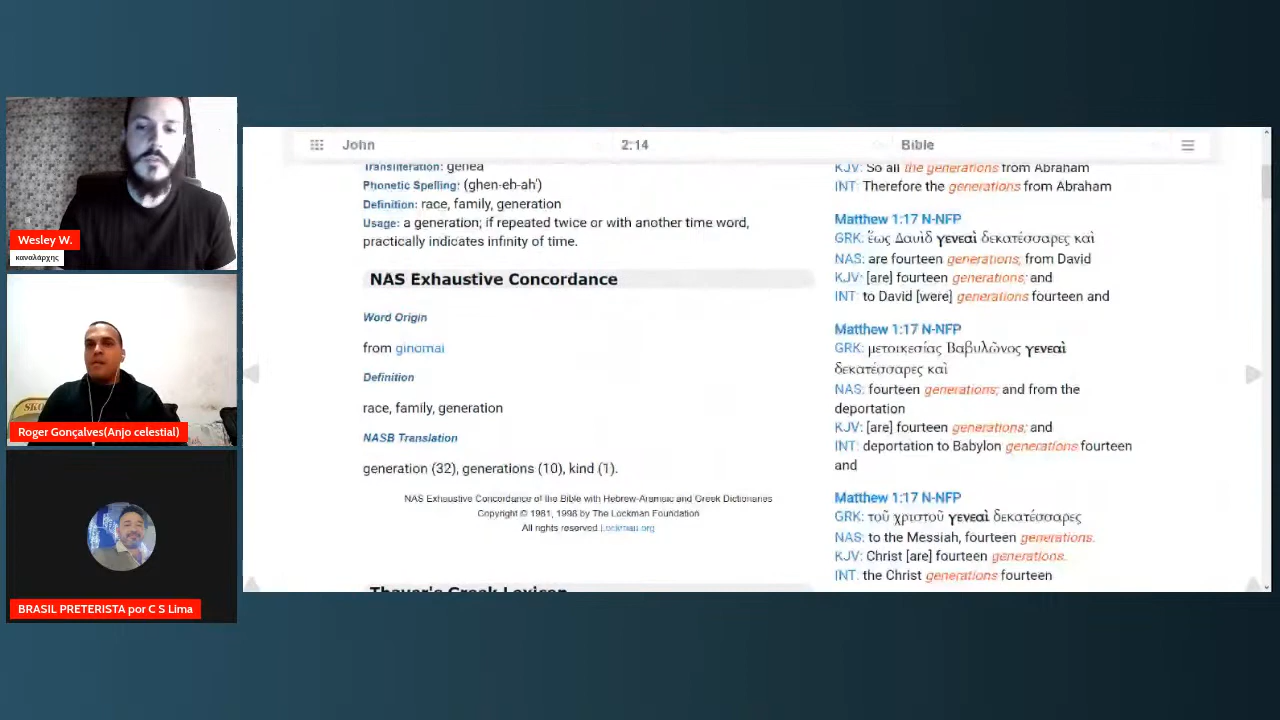 Wesley W.
καναλάρχης
Roger Gonçalves(Anjo celestial)
BRASIL PRETERISTA por C S Lima
John
2:14
Bible
Transliteration: genea
Phonetic Spelling: (ghen-eh-ah')
Definition: race, family, generation
Usage: a generation; if repeated twice or with another time word,
practically indicates infinity of time.
NAS Exhaustive Concordance
Word Origin
from ginomai
Definition
race, family, generation
NASB Translation
generation (32), generations (10), kind (1).
NAS Exhaustive Concordance of the Bible with Hebrew-Aramaic and Greek Dictionaries
Copyright © 1981, 1998 by The Lockman Foundation
All rights reserved Lockman.org
Thayer's Greek Lexicon
KJV: So all the generations from Abraham
INT: Therefore the generations from Abraham
Matthew 1:17 N-NFP
GRK: ἕως Δαυὶδ γενεαὶ δεκατέσσαρες καὶ
NAS: are fourteen generations; from David
KJV: [are] fourteen generations; and
INT: to David [were] generations fourteen and
Matthew 1:17 N-NFP
GRK: μετοικεσίας Βαβυλῶνος γενεαὶ
δεκατέσσαρες καὶ
NAS: fourteen generations; and from the
deportation
KJV: [are] fourteen generations; and
INT: deportation to Babylon generations fourteen
and
Matthew 1:17 N-NFP
GRK: τοῦ χριστοῦ γενεαὶ δεκατέσσαρες
NAS: to the Messiah, fourteen generations.
KJV: Christ [are] fourteen generations.
INT: the Christ generations fourteen